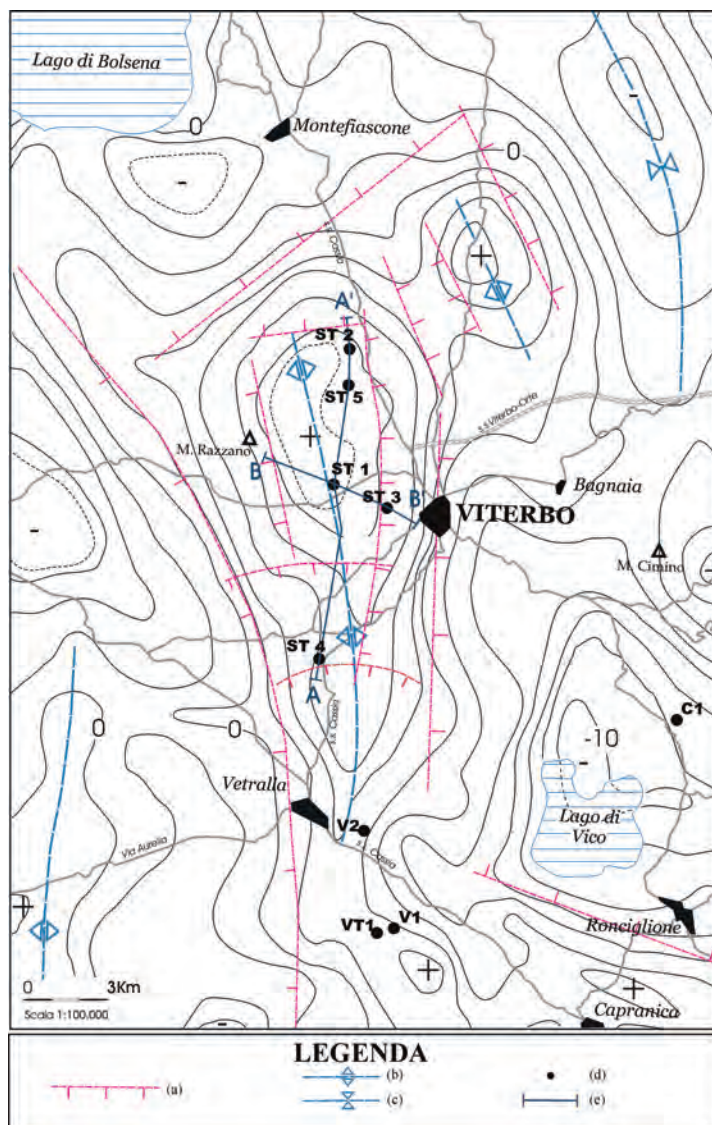 Lago di Bolsena
-
0
Montefiascone
-
0
+
s.s Cassia
A'
ST 2
ST 5
+
M. Razzano
s.s Viterbo-Orte
B
ST 1
ST 3
B'
VITERBO
Bagnaia
-
M. Cimino
-
ST 4
A
s.s. Cassia
0
0
C1
-10
-
Lago di
Vico
Vetralla
V2
s.s. Cassia
Via Aurelia
+
VT1
V1
+
Ronciglione
+
Capranica
0
3Km
Scala 1:100,000
-
LEGENDA
(a)
(b)
(c)
(d)
(e)